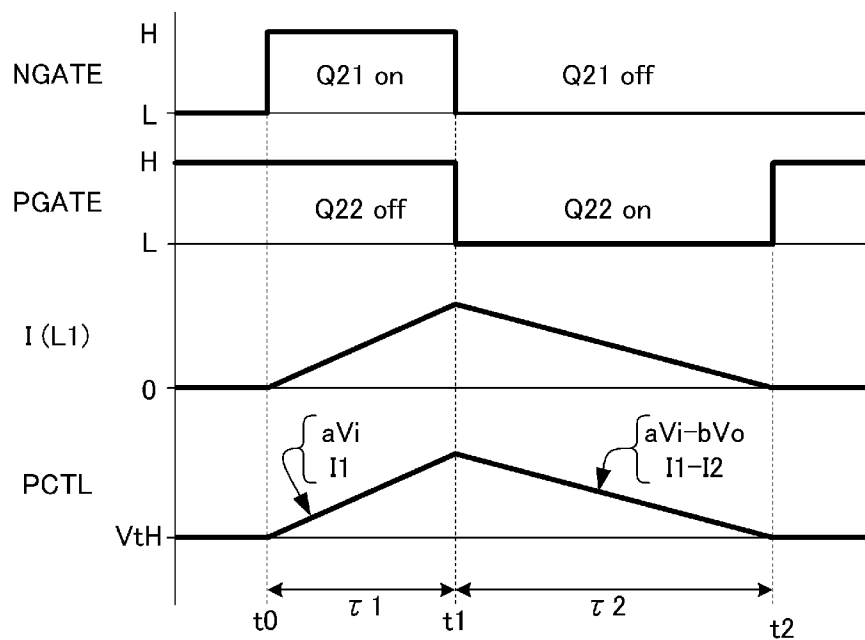 H
NGATE
Q21 on
Q21 off
L
H
PGATE
Q22 off
Q22 on
L
I(L1)
0
aVi
I1
aVi-bVo
I1-I2
PCTL
VtH
τ1
τ2
t0
t1
t2